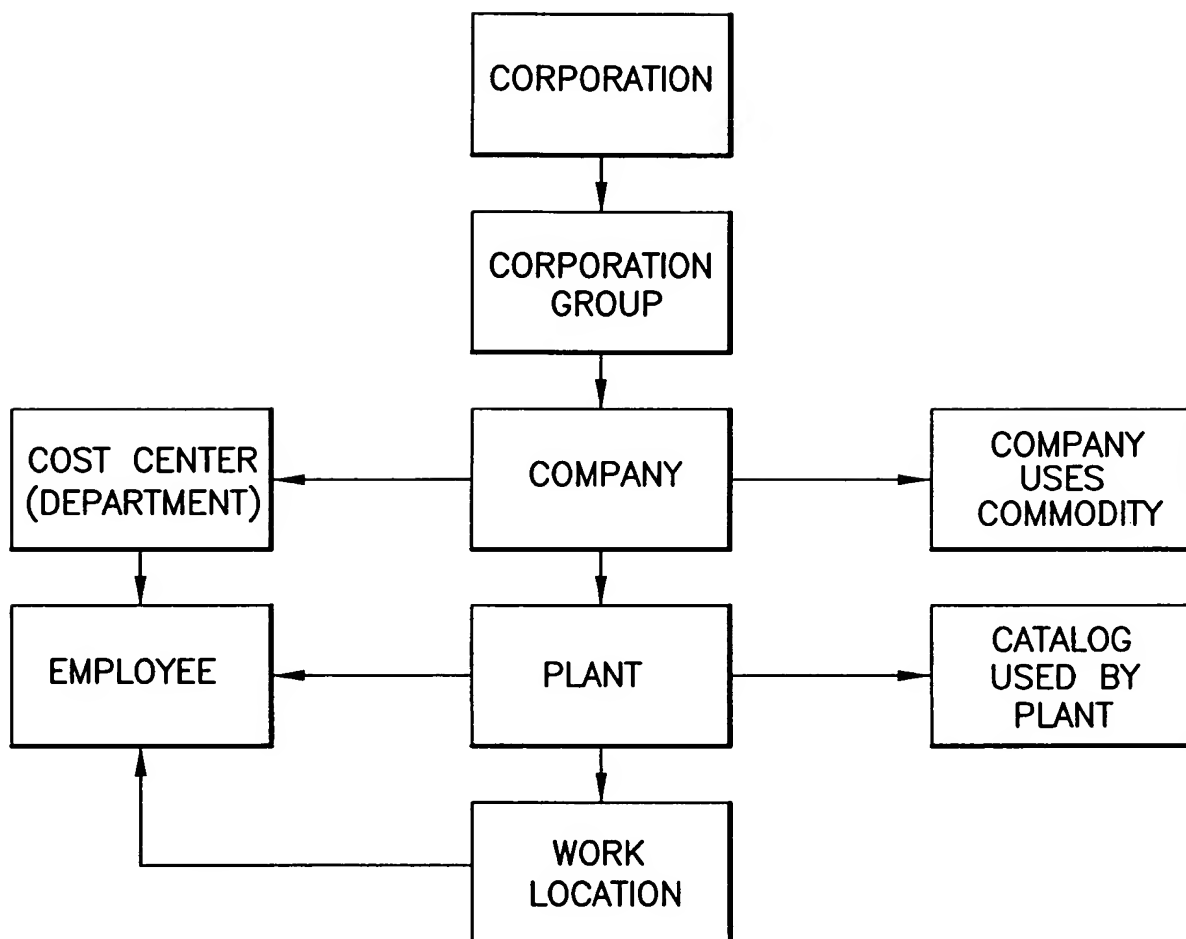 CORPORATION
CORPORATION
GROUP
COST CENTER
(DEPARTMENT)
COMPANY
COMPANY
USES
COMMODITY
EMPLOYEE
PLANT
CATALOG
USED BY
PLANT
WORK
LOCATION